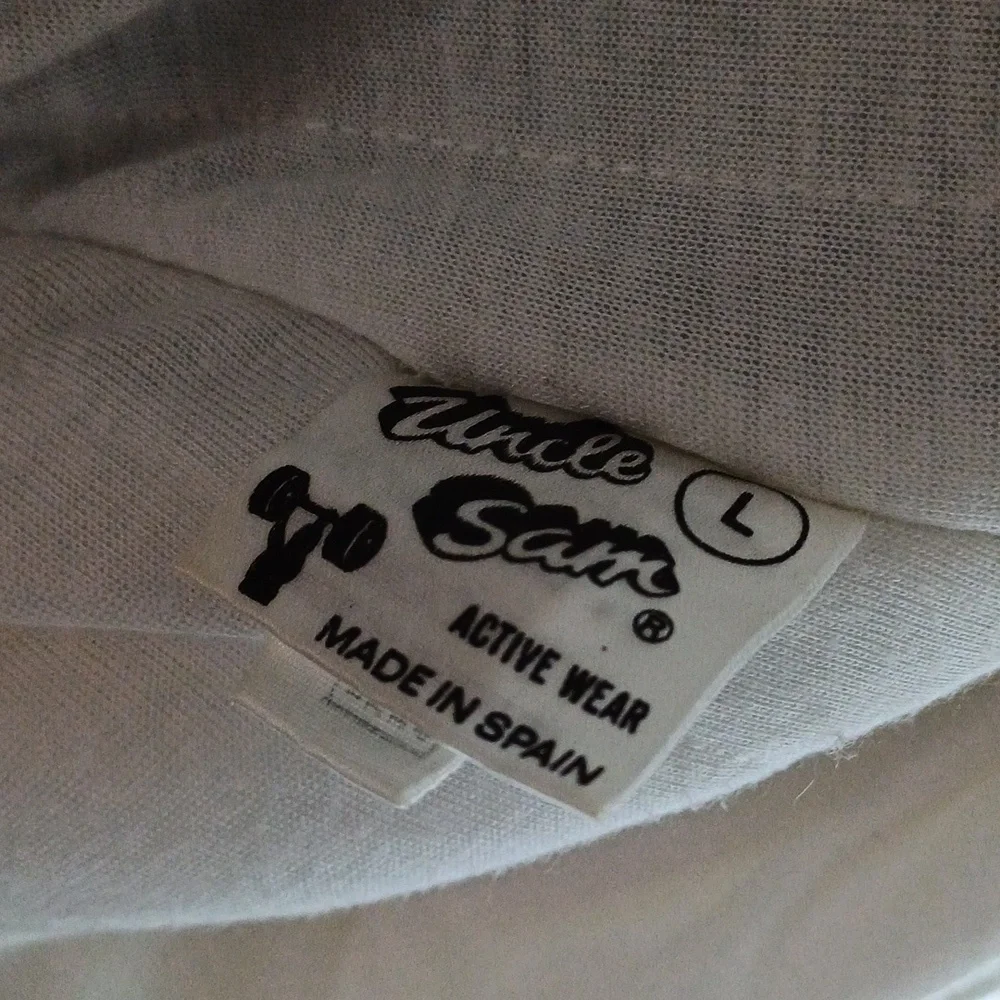 Uncle
Sam
L
®
ACTIVE WEAR
MADE IN SPAIN